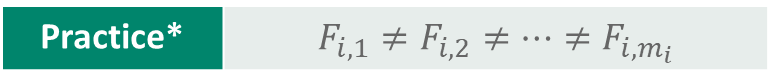 Practice* F_{i,1} ≠ F_{i,2} ≠ ⋯ ≠ F_{i,m_i}